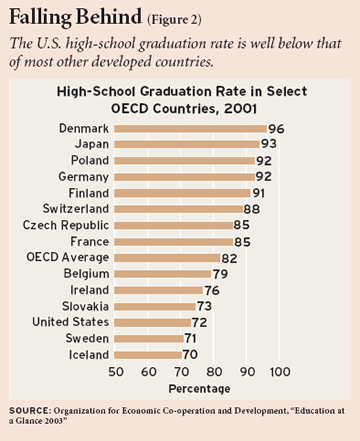 Falling Behind (Figure 2)
The U.S. high-school graduation rate is well below that
of most other developed countries.
High-School Graduation Rate in Select
OECD Countries, 2001
Denmark 96
Japan 93
Poland 92
Germany 92
Finland 91
Switzerland 88
Czech Republic 85
France 85
OECD Average 82
Belgium 79
Ireland 76
Slovakia 73
United States 72
Sweden 71
Iceland 70
50 60 70 80 90 100
Percentage
SOURCE: Organization for Economic Co-operation and Development, "Education at
a Glance 2003"